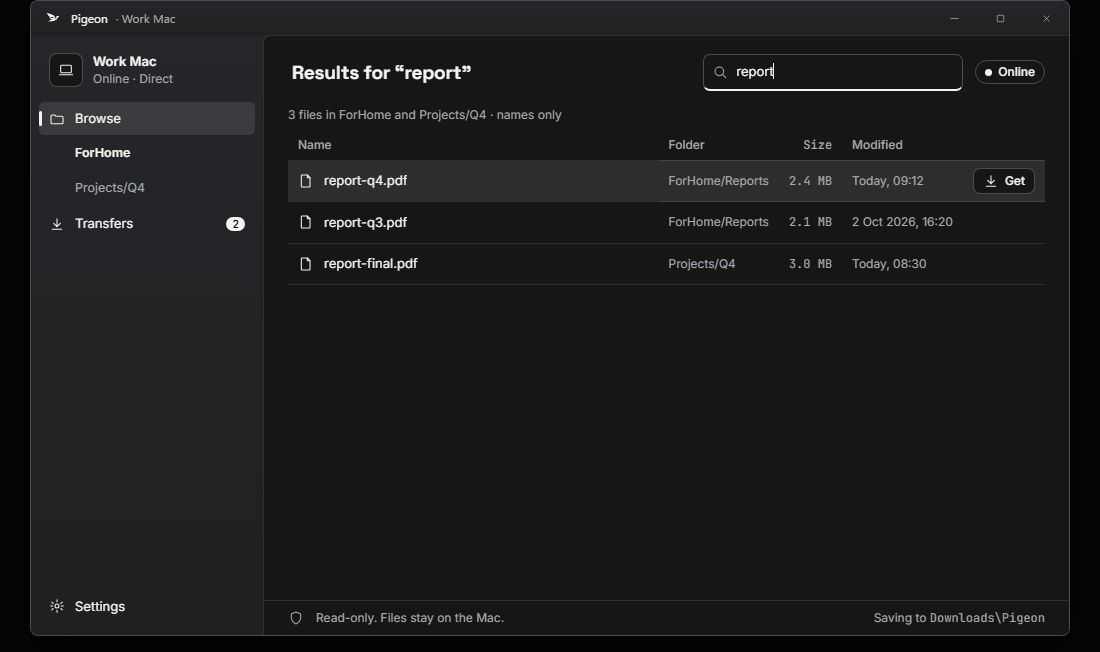 Pigeon · Work Mac
Work Mac
Online · Direct
Browse
ForHome
Projects/Q4
Transfers 2
Settings
Results for “report”
report
Online
3 files in ForHome and Projects/Q4 · names only
Name Folder Size Modified
report-q4.pdf ForHome/Reports 2.4 MB Today, 09:12 Get
report-q3.pdf ForHome/Reports 2.1 MB 2 Oct 2026, 16:20
report-final.pdf Projects/Q4 3.0 MB Today, 08:30
Read-only. Files stay on the Mac.
Saving to Downloads\Pigeon